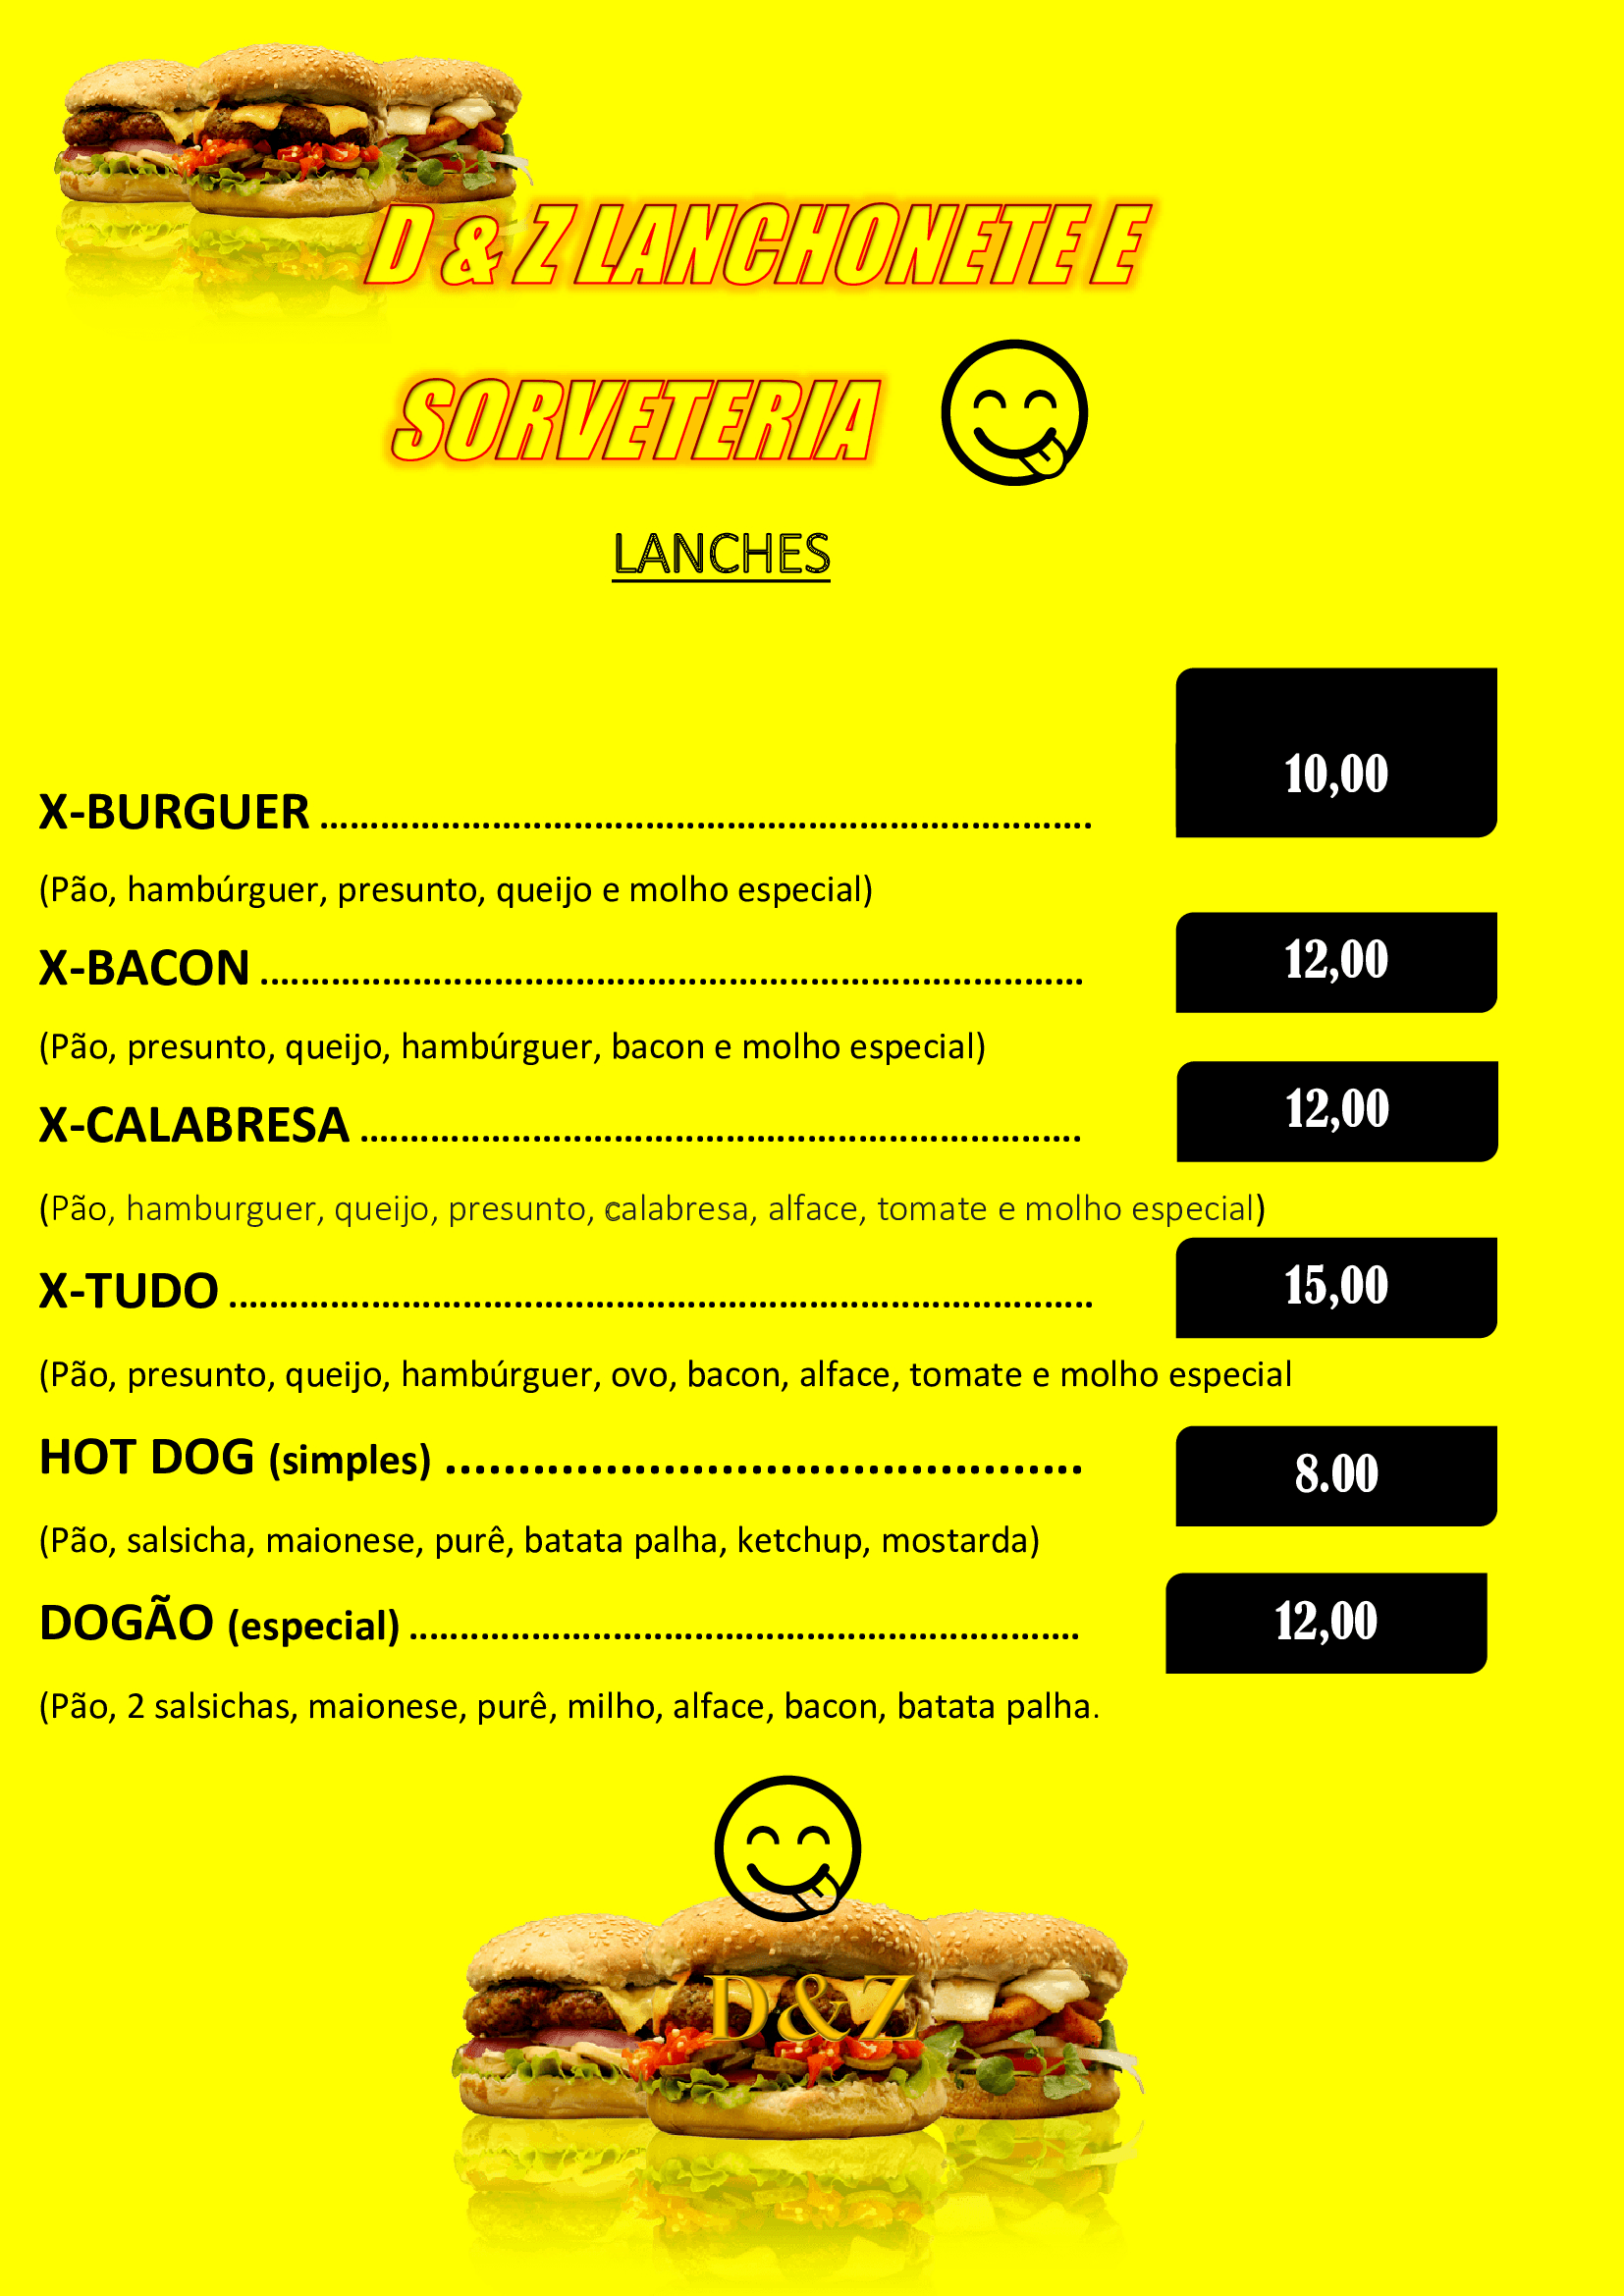 D & Z LANCHONETE E
SORVETERIA
LANCHES
10,00
X-BURGUER ............................................................................
(Pão, hambúrguer, presunto, queijo e molho especial)
X-BACON ................................................................................. 12,00
(Pão, presunto, queijo, hambúrguer, bacon e molho especial)
X-CALABRESA ....................................................................... 12,00
(Pão, hamburguer, queijo, presunto, calabresa, alface, tomate e molho especial)
X-TUDO ..................................................................................... 15,00
(Pão, presunto, queijo, hambúrguer, ovo, bacon, alface, tomate e molho especial
HOT DOG (simples) ............................................ 8.00
(Pão, salsicha, maionese, purê, batata palha, ketchup, mostarda)
DOGÃO (especial) .................................................................. 12,00
(Pão, 2 salsichas, maionese, purê, milho, alface, bacon, batata palha.
D&Z